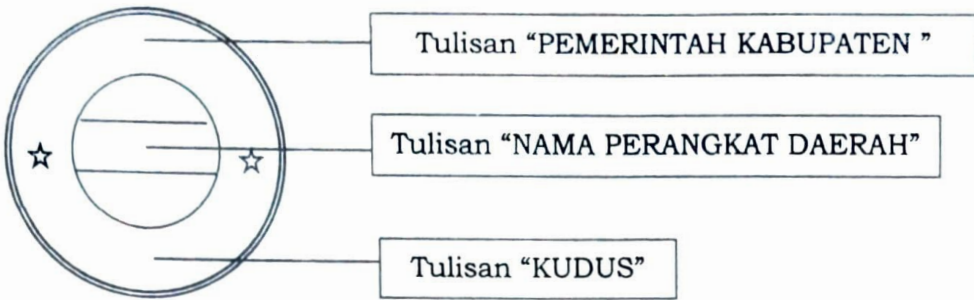 Tulisan “PEMERINTAH KABUPATEN ”
Tulisan “NAMA PERANGKAT DAERAH”
Tulisan “KUDUS”